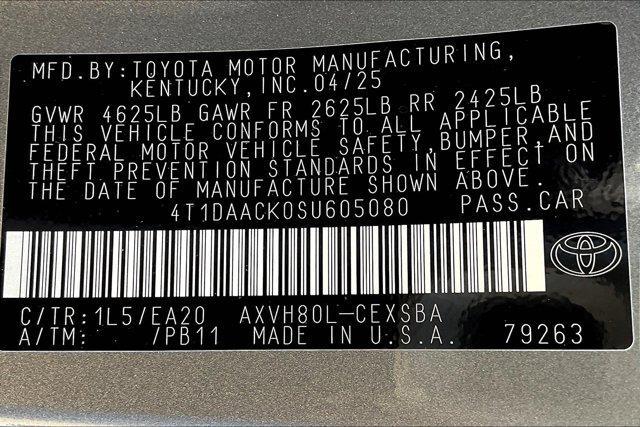 MFD.BY:TOYOTA MOTOR MANUFACTURING,
KENTUCKY,INC.04/25
GVWR 4625LB GAWR FR 2625LB RR 2425LB
THIS VEHICLE CONFORMS TO ALL APPLICABLE
FEDERAL MOTOR VEHICLE SAFETY,BUMPER,AND
THEFT PREVENTION STANDARDS IN EFFECT ON
THE DATE OF MANUFACTURE SHOWN ABOVE.
4T1DAACK0SU605080 PASS.CAR
C/TR:1L5/EA20 AXVH80L-CEXSBA
A/TM: /PB11 MADE IN U.S.A. 79263